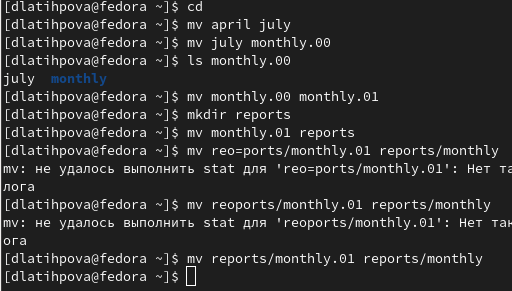 [dlatihpova@fedora ~]$ cd
[dlatihpova@fedora ~]$ mv april july
[dlatihpova@fedora ~]$ mv july monthly.00
[dlatihpova@fedora ~]$ ls monthly.00
july  monthly
[dlatihpova@fedora ~]$ mv monthly.00 monthly.01
[dlatihpova@fedora ~]$ mkdir reports
[dlatihpova@fedora ~]$ mv monthly.01 reports
[dlatihpova@fedora ~]$ mv reo=ports/monthly.01 reports/monthly
mv: не удалось выполнить stat для 'reo=ports/monthly.01': Нет та
лога
[dlatihpova@fedora ~]$ mv reoports/monthly.01 reports/monthly
mv: не удалось выполнить stat для 'reoports/monthly.01': Нет так
ога
[dlatihpova@fedora ~]$ mv reports/monthly.01 reports/monthly
[dlatihpova@fedora ~]$